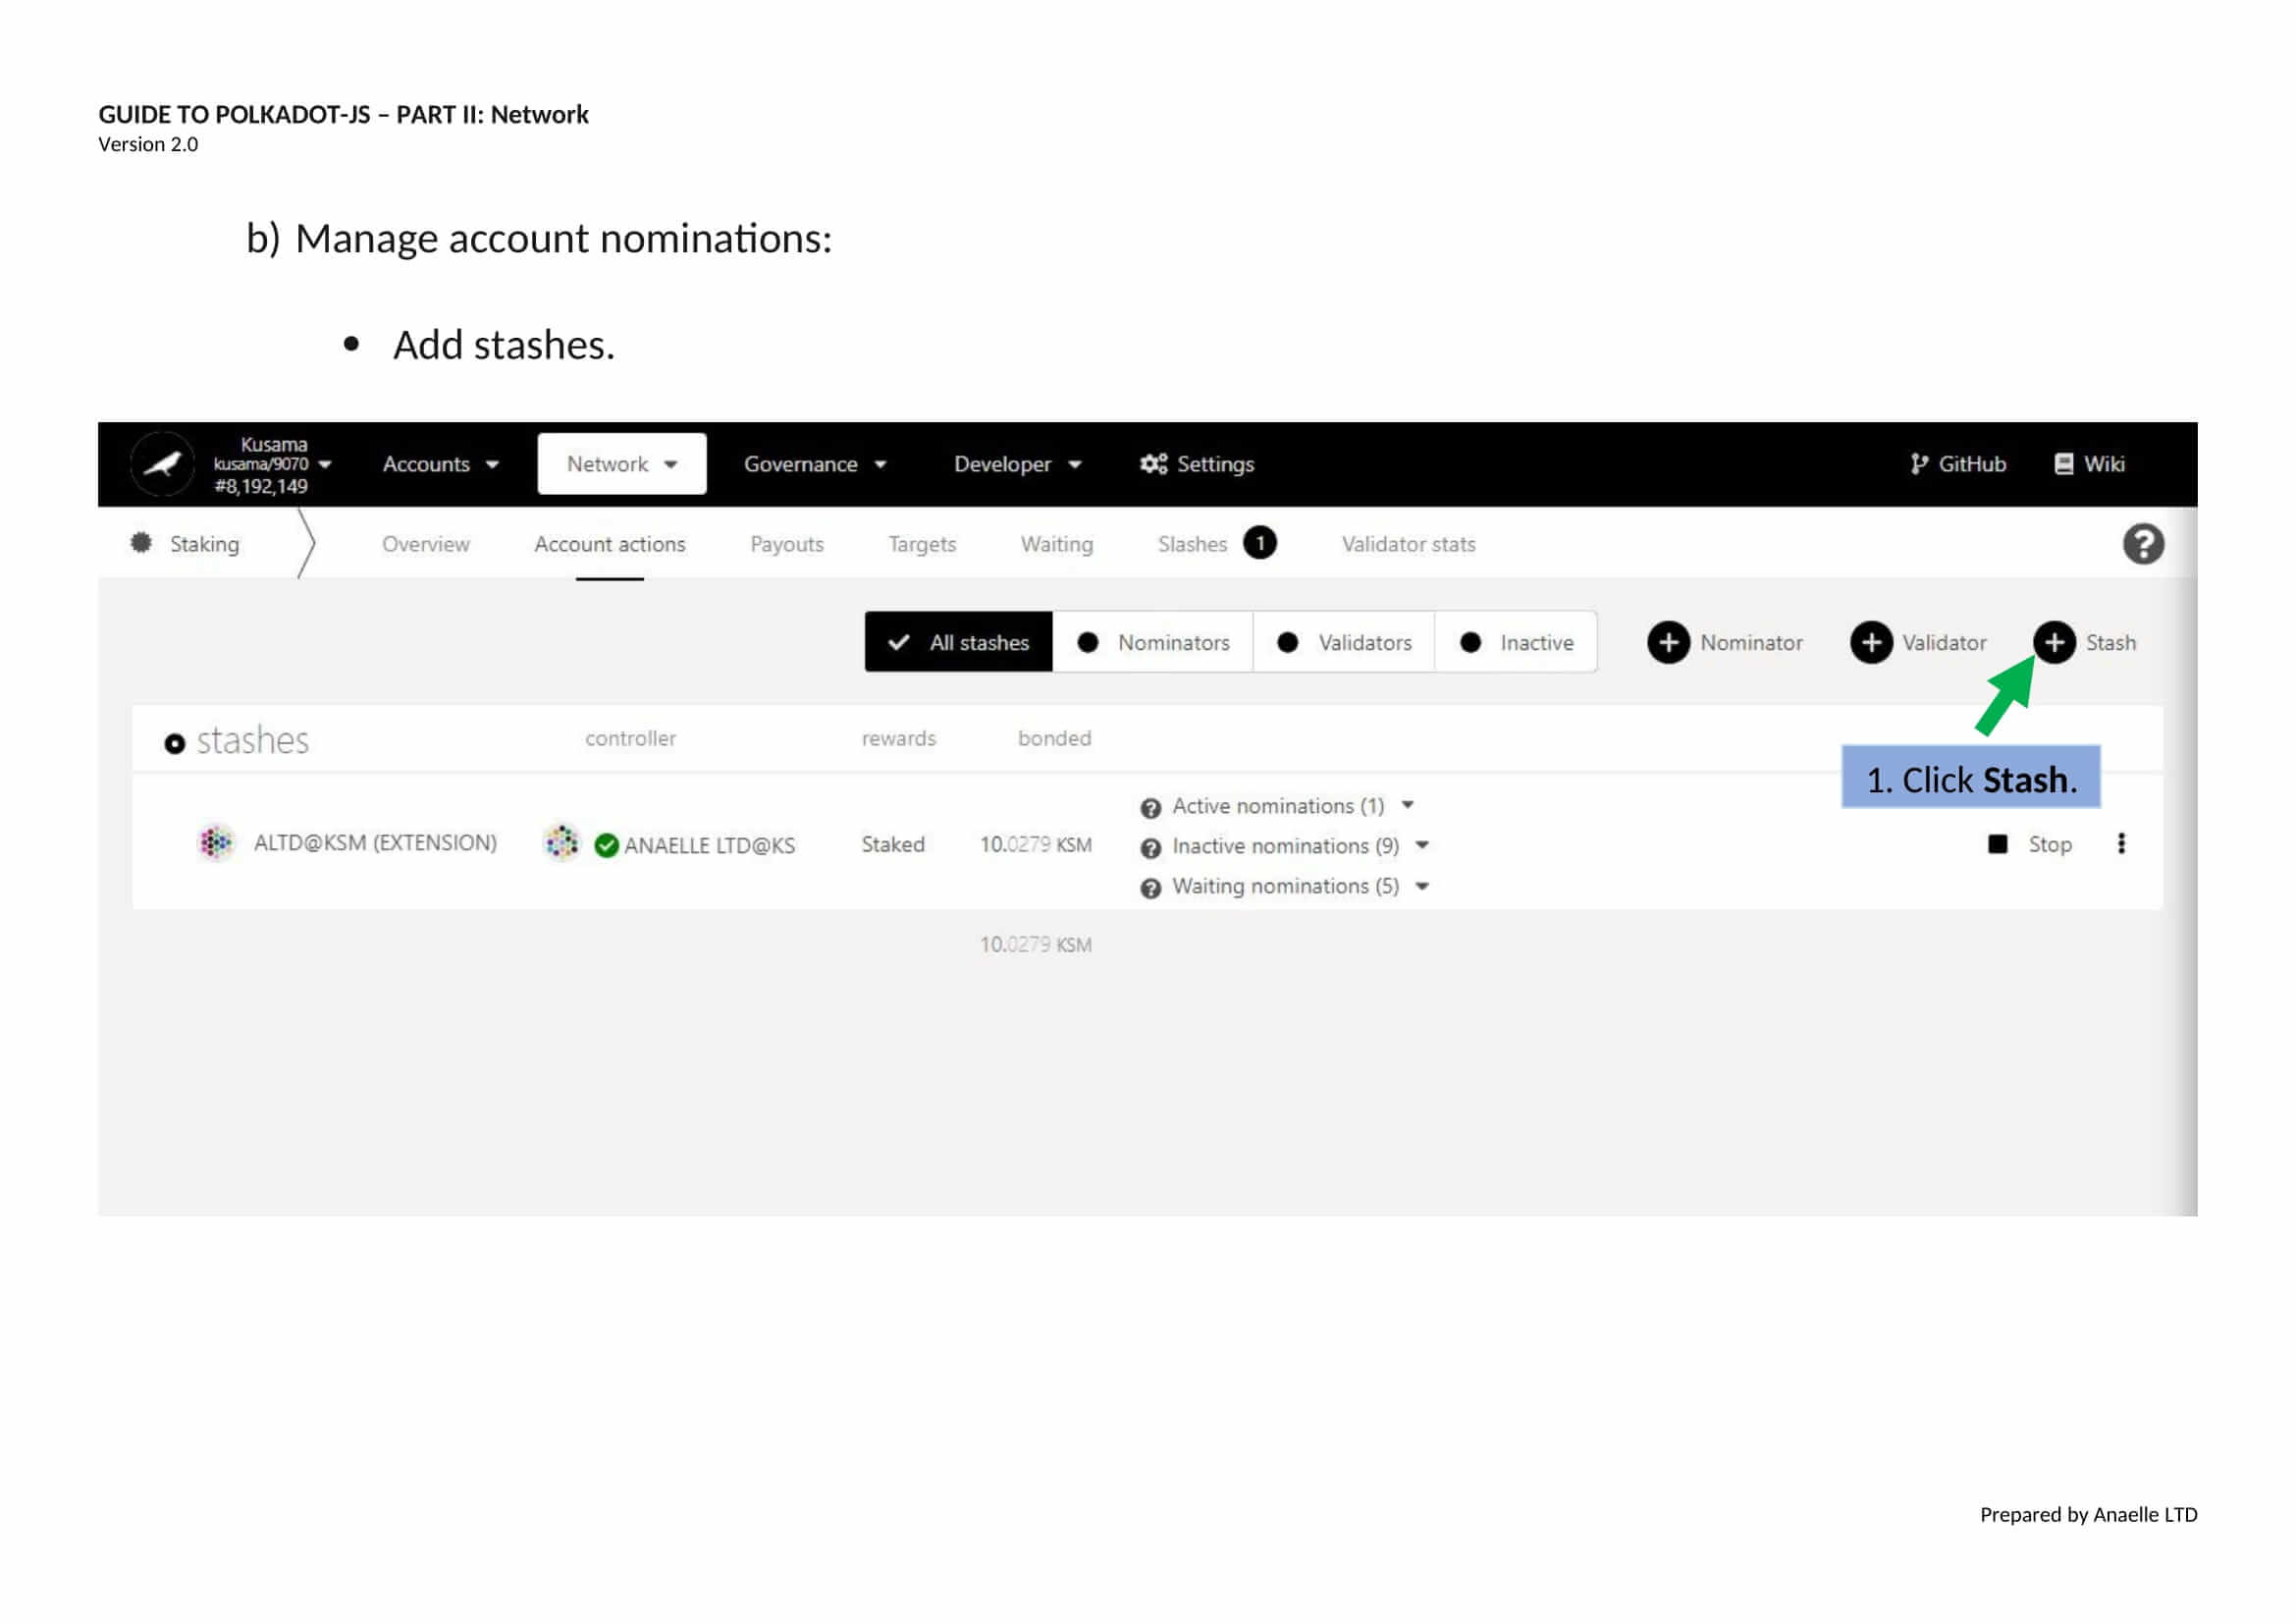 GUIDE TO POLKADOT-JS – PART II: Network
Version 2.0
b) Manage account nominations:
• Add stashes.
Kusama
kusama/9070
#8,192,149
Accounts Network Governance Developer Settings GitHub Wiki
Staking Overview Account actions Payouts Targets Waiting Slashes 1 Validator stats
All stashes Nominators Validators Inactive Nominator Validator Stash
stashes controller rewards bonded
1. Click Stash.
ALTD@KSM (EXTENSION) ANAELLE LTD@KS Staked 10.0279 KSM
Active nominations (1)
Inactive nominations (9)
Waiting nominations (5)
Stop
10.0279 KSM
Prepared by Anaelle LTD